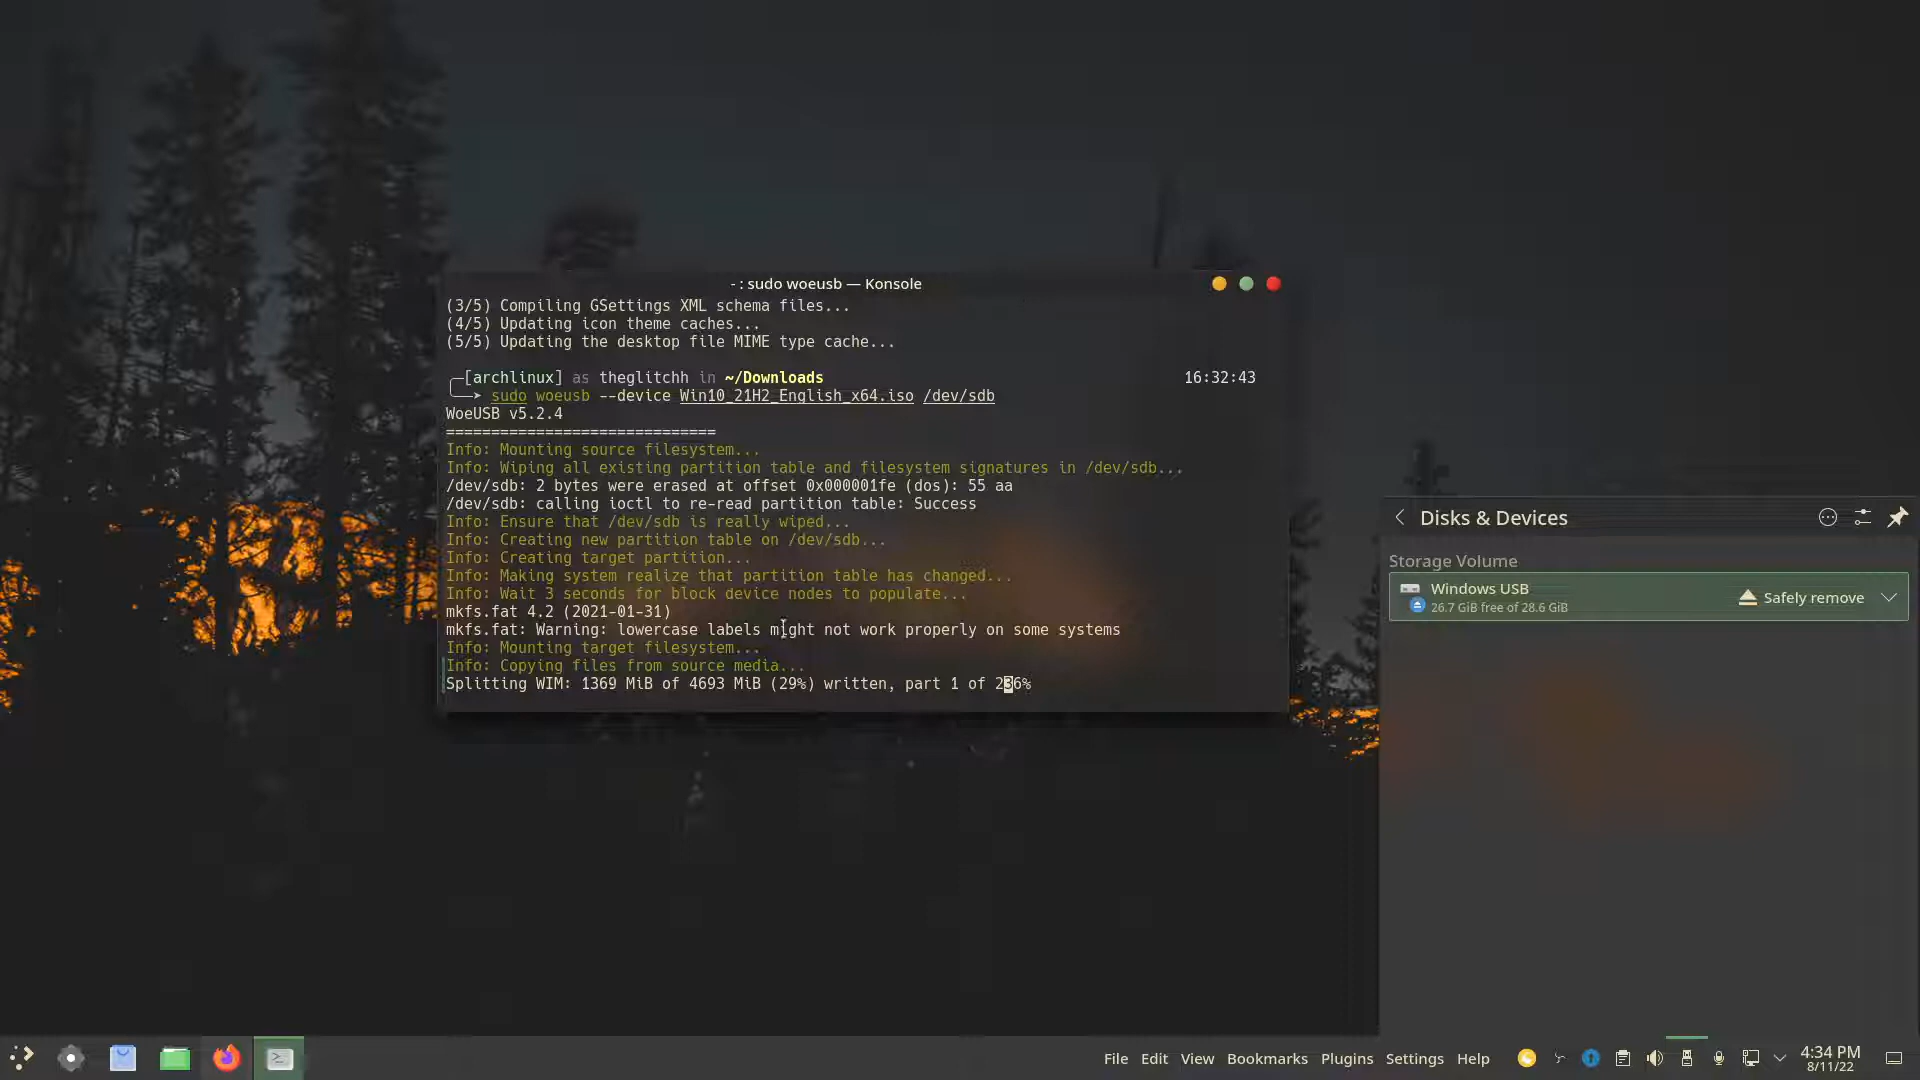 - : sudo woeusb — Konsole
(3/5) Compiling GSettings XML schema files...
(4/5) Updating icon theme caches...
(5/5) Updating the desktop file MIME type cache...
[archlinux] as theglitchh in ~/Downloads 16:32:43
sudo woeusb --device Win10_21H2_English_x64.iso /dev/sdb
WoeUSB v5.2.4
==============================
Info: Mounting source filesystem...
Info: Wiping all existing partition table and filesystem signatures in /dev/sdb...
/dev/sdb: 2 bytes were erased at offset 0x000001fe (dos): 55 aa
/dev/sdb: calling ioctl to re-read partition table: Success
Info: Ensure that /dev/sdb is really wiped...
Info: Creating new partition table on /dev/sdb...
Info: Creating target partition...
Info: Making system realize that partition table has changed...
Info: Wait 3 seconds for block device nodes to populate...
mkfs.fat 4.2 (2021-01-31)
mkfs.fat: Warning: lowercase labels might not work properly on some systems
Info: Mounting target filesystem...
Info: Copying files from source media...
Splitting WIM: 1369 MiB of 4693 MiB (29%) written, part 1 of 236%
Disks & Devices
Storage Volume
Windows USB
26.7 GiB free of 28.6 GiB
Safely remove
File Edit View Bookmarks Plugins Settings Help
4:34 PM
8/11/22